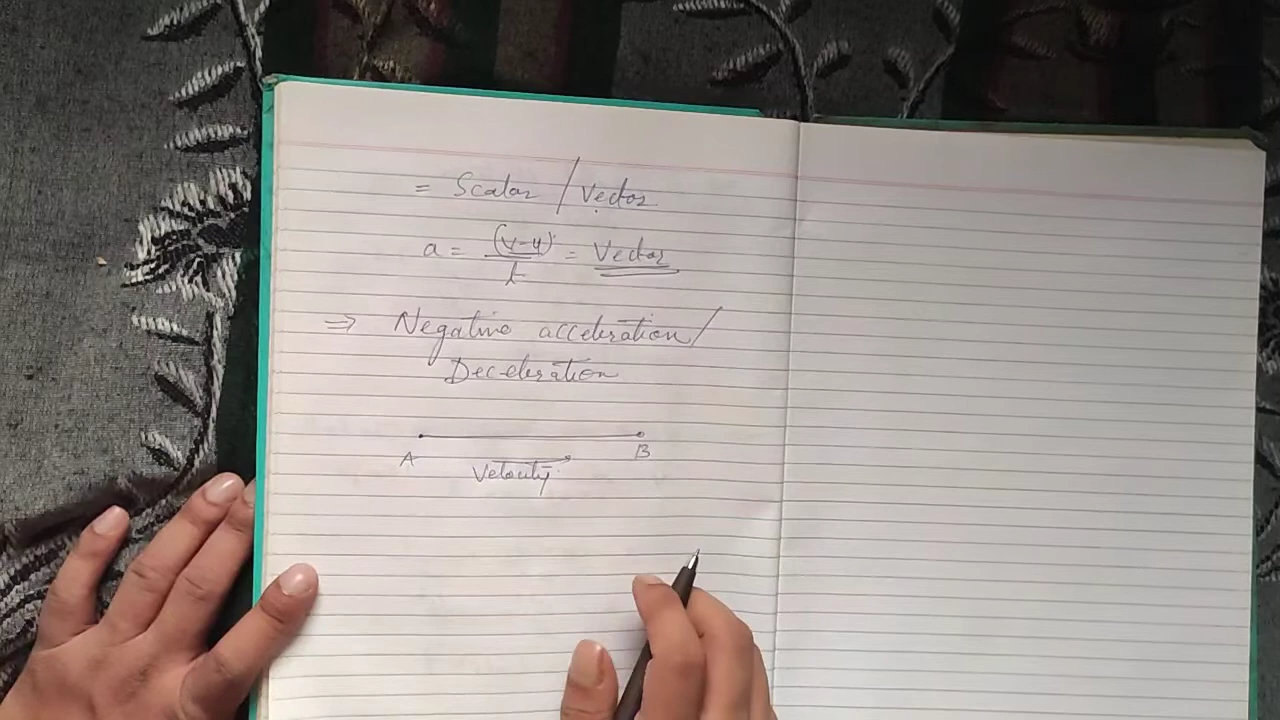 = Scalar / Vector
a = (v-u)/t = Vector
⇒ Negative acceleration/
Deceleration
A B
Velocity